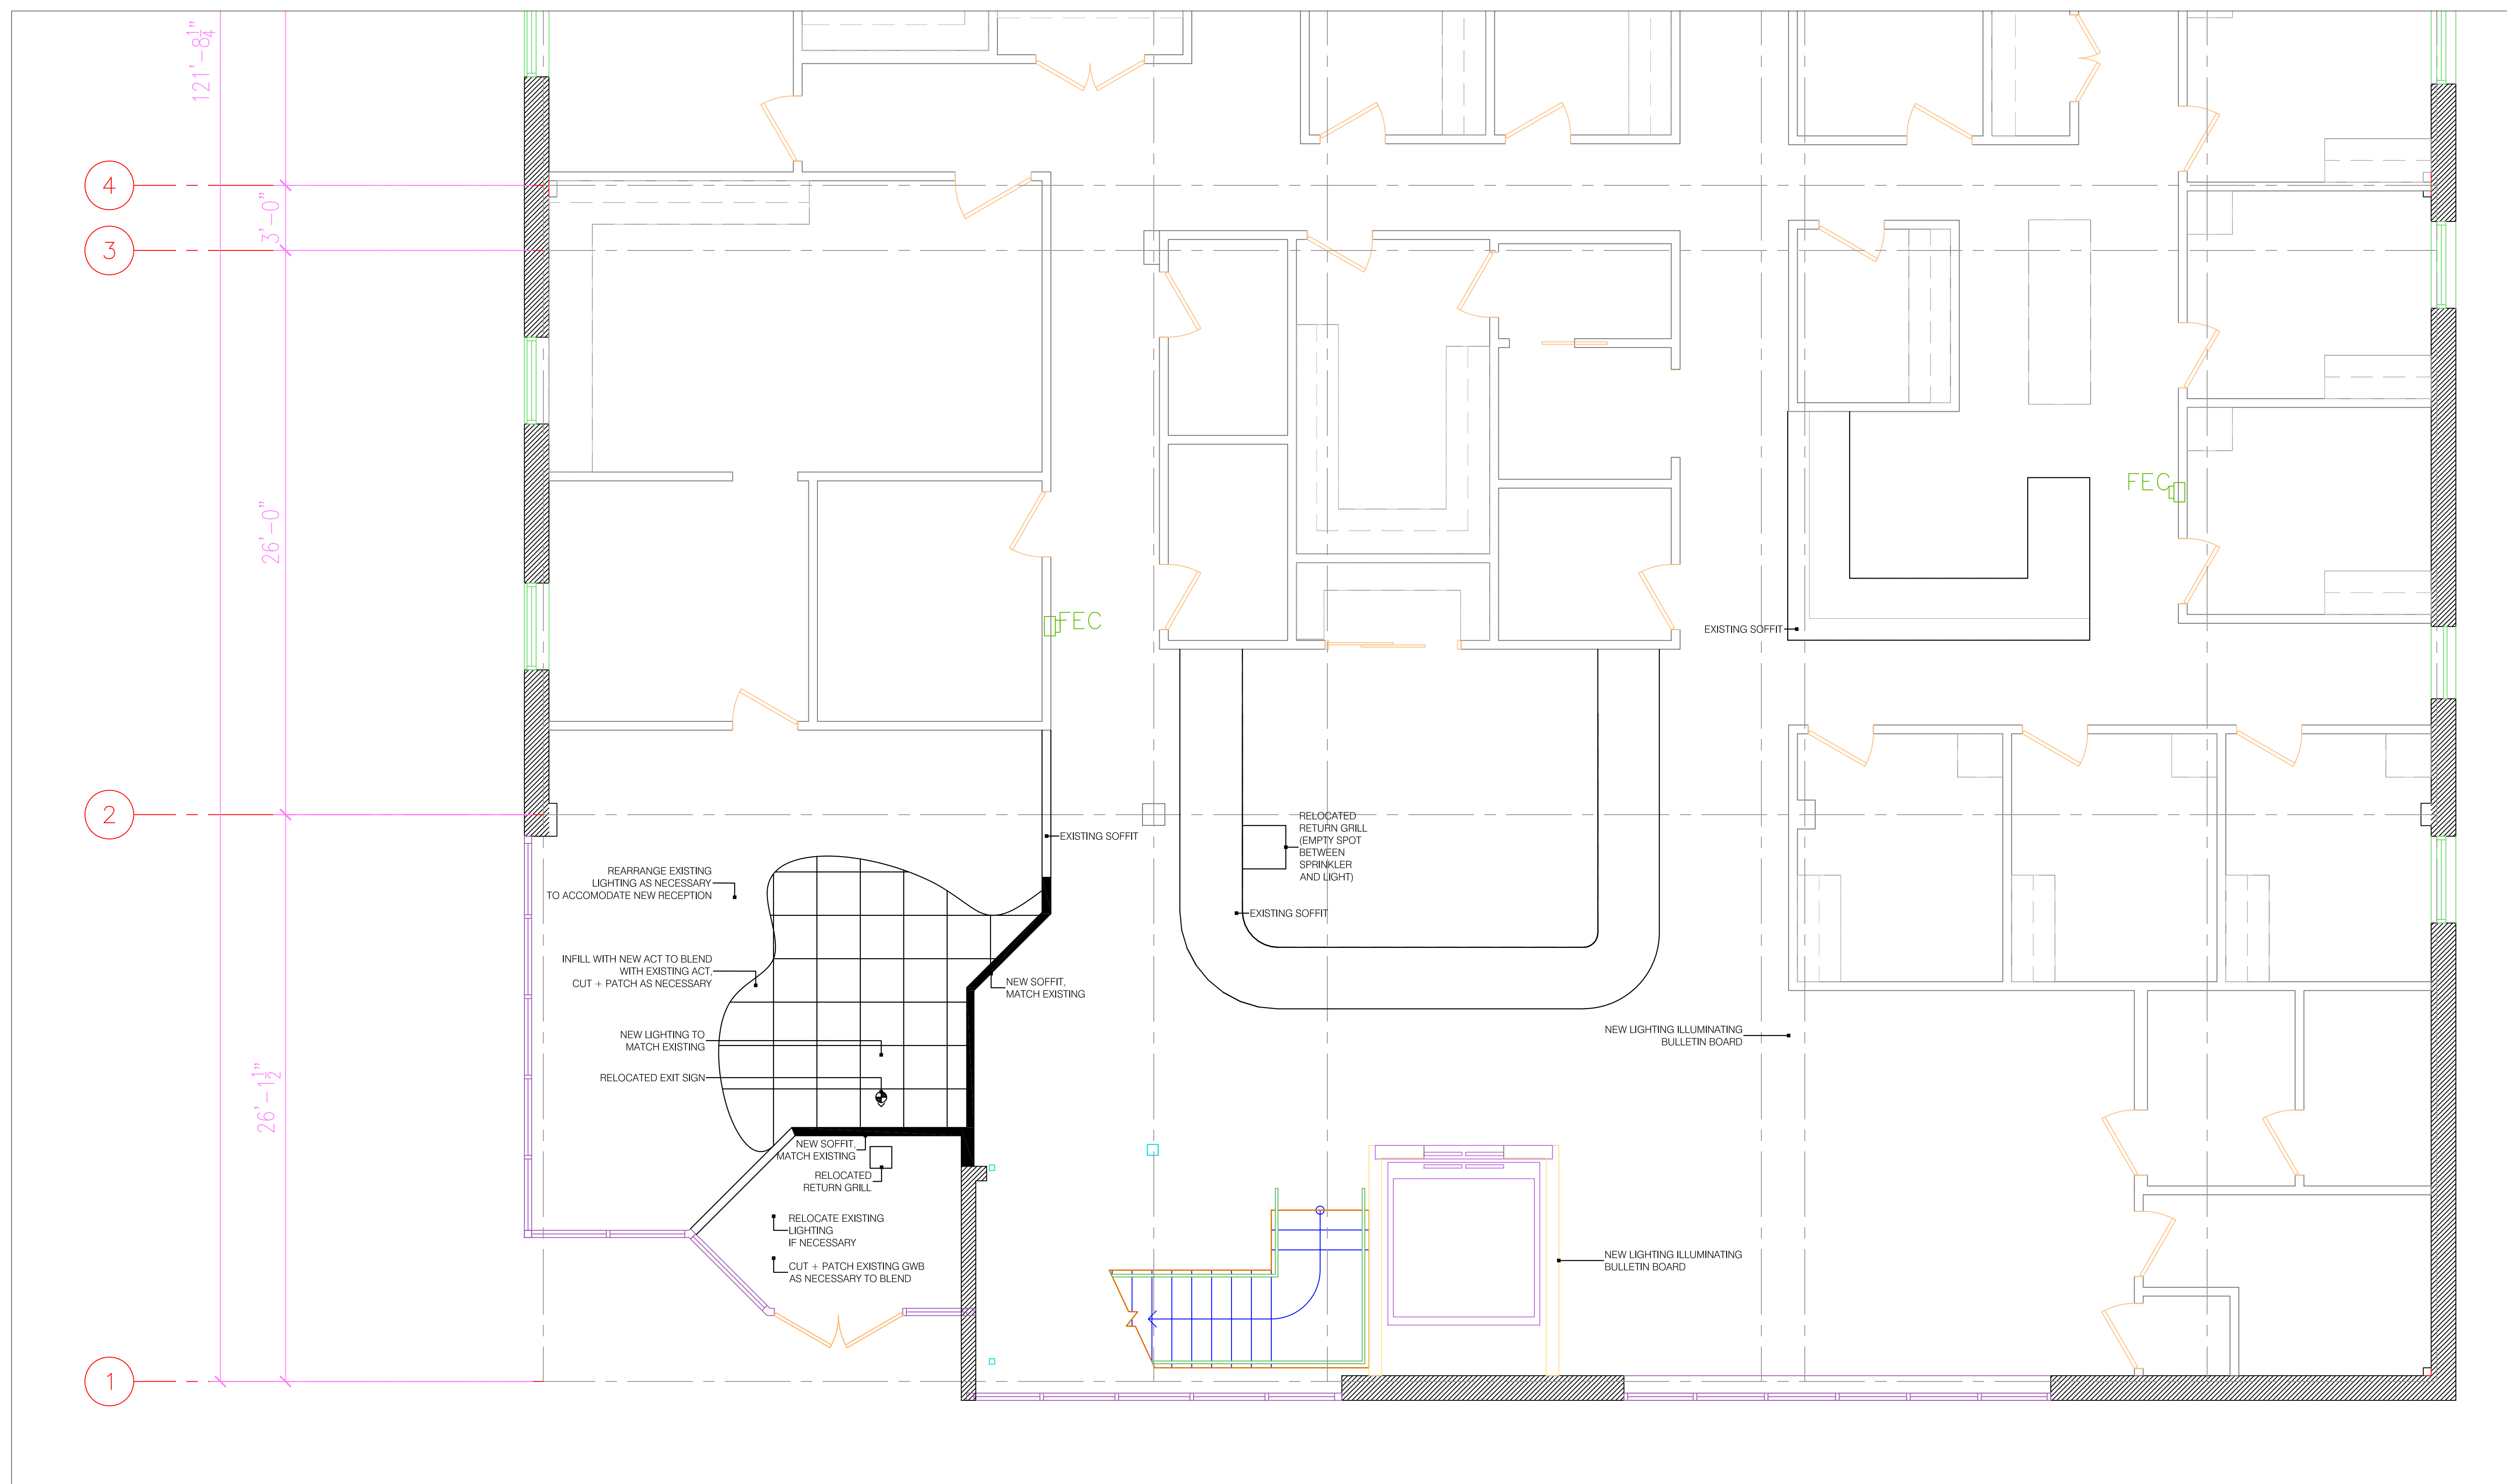 121'-8 1/4"
4
3'-0"
3
26'-0"
FEC
FEC
EXISTING SOFFIT
2
EXISTING SOFFIT
RELOCATED
RETURN GRILL
(EMPTY SPOT
BETWEEN
SPRINKLER
AND LIGHT)
REARRANGE EXISTING
LIGHTING AS NECESSARY
TO ACCOMODATE NEW RECEPTION
EXISTING SOFFIT
INFILL WITH NEW ACT TO BLEND
WITH EXISTING ACT,
CUT + PATCH AS NECESSARY
NEW SOFFIT,
MATCH EXISTING
NEW LIGHTING TO
MATCH EXISTING
NEW LIGHTING ILLUMINATING
BULLETIN BOARD
RELOCATED EXIT SIGN
26'-1 1/2"
NEW SOFFIT,
MATCH EXISTING
RELOCATED
RETURN GRILL
RELOCATE EXISTING
LIGHTING
IF NECESSARY
CUT + PATCH EXISTING GWB
AS NECESSARY TO BLEND
NEW LIGHTING ILLUMINATING
BULLETIN BOARD
1